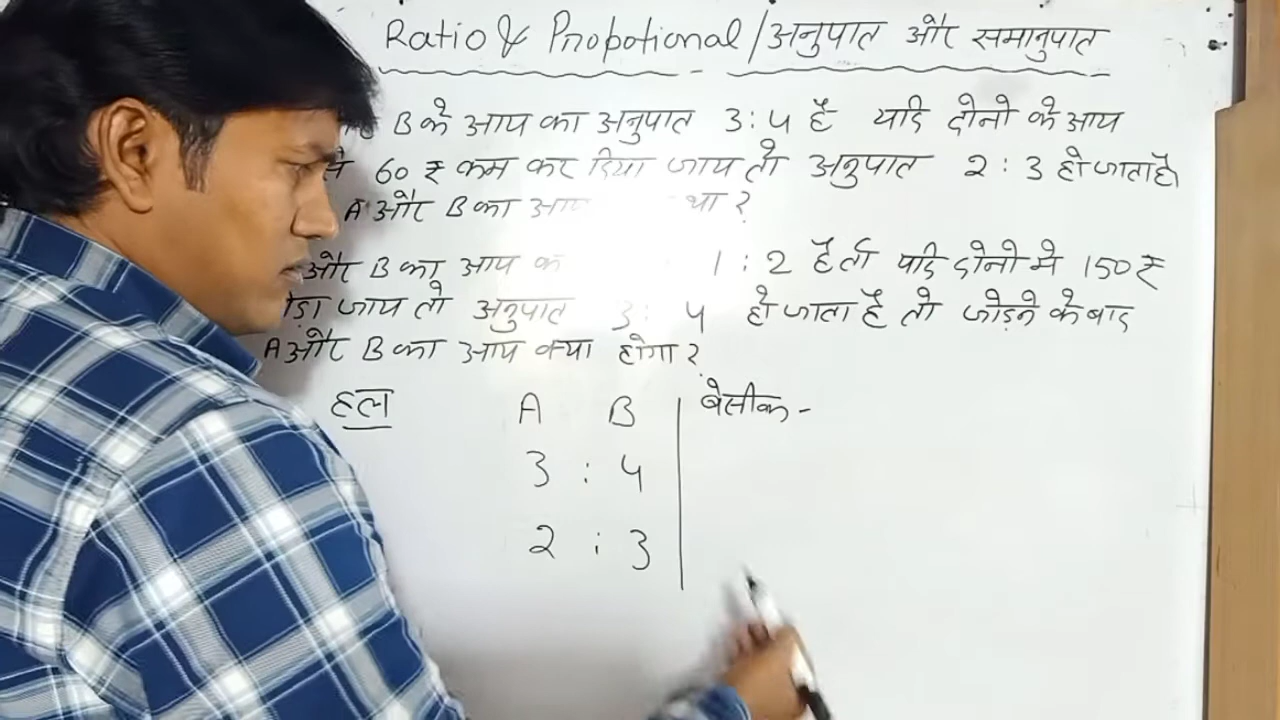 Ratio & Propotional/अनुपात और समानुपात
B के आय का अनुपात 3:4 है यदि दोनो के आय
से 60 ₹ कम कर दिया जाय तो अनुपात 2:3 हो जाता है।
A और B का आय था ?
और B का आय 1:2 है तो यदि दोनो मे 150 ₹
जाय तो अनुपात 3:4 हो जाता है तो जोड़ने के बाद
A और B का आय क्या होगा ?
हल A B बेसीक-
3 : 4
2 : 3